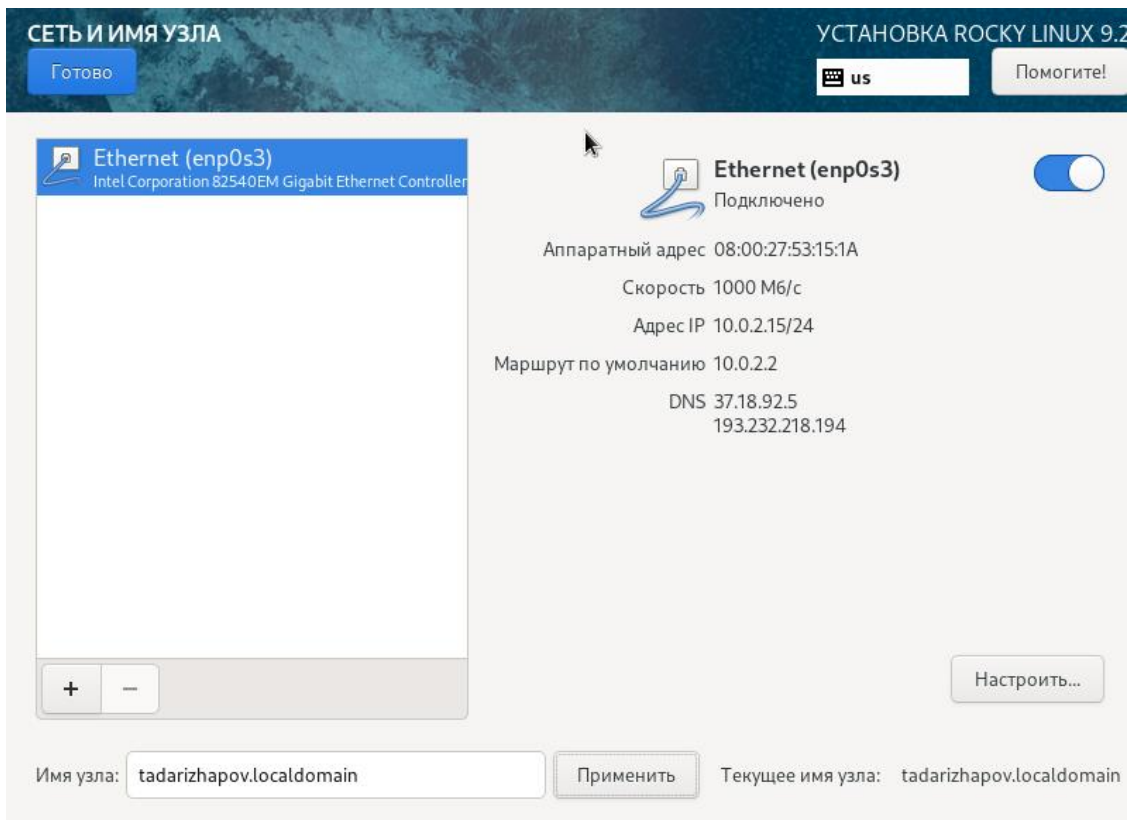 СЕТЬ И ИМЯ УЗЛА
УСТАНОВКА ROCKY LINUX 9.2
Готово
us
Помогите!
Ethernet (enp0s3)
Intel Corporation 82540EM Gigabit Ethernet Controller
Ethernet (enp0s3)
Подключено
Аппаратный адрес 08:00:27:53:15:1A
Скорость 1000 Мб/с
Адрес IP 10.0.2.15/24
Маршрут по умолчанию 10.0.2.2
DNS 37.18.92.5
193.232.218.194
+ −
Настроить...
Имя узла: tadarizhapov.localdomain Применить Текущее имя узла: tadarizhapov.localdomain